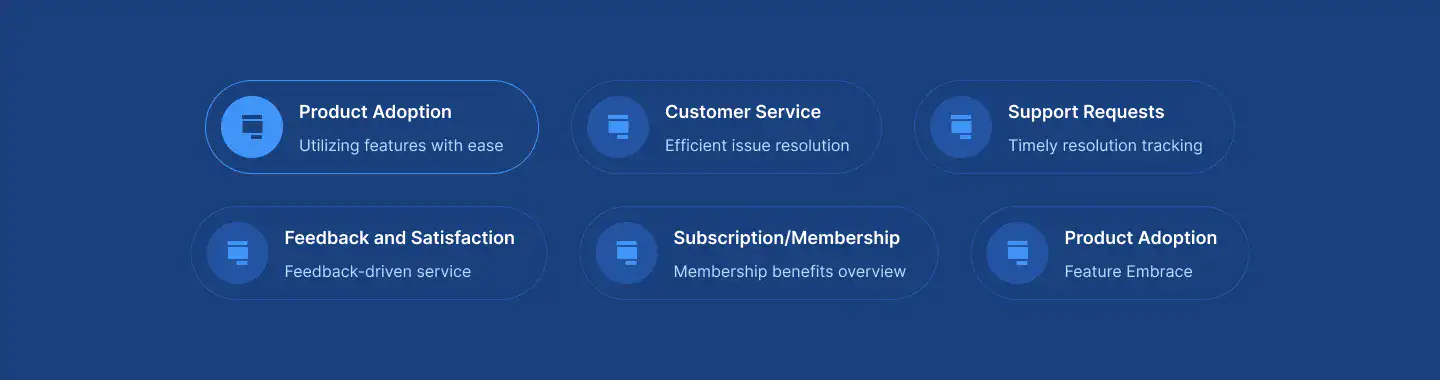 Product Adoption
Utilizing features with ease
Customer Service
Efficient issue resolution
Support Requests
Timely resolution tracking
Feedback and Satisfaction
Feedback-driven service
Subscription/Membership
Membership benefits overview
Product Adoption
Feature Embrace